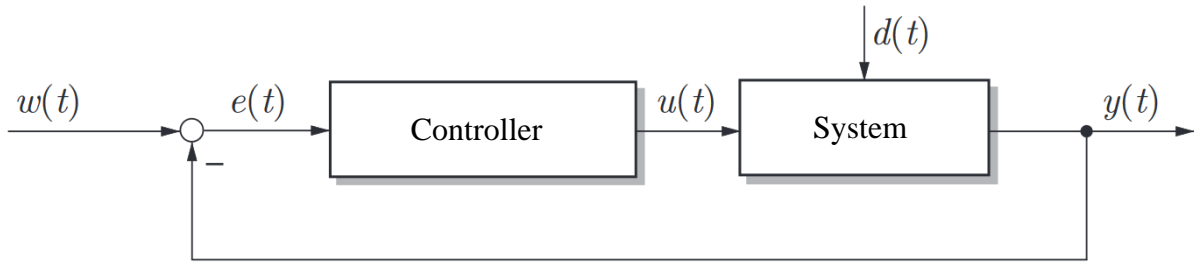 d(t)
w(t) e(t) u(t) y(t)
Controller System
−